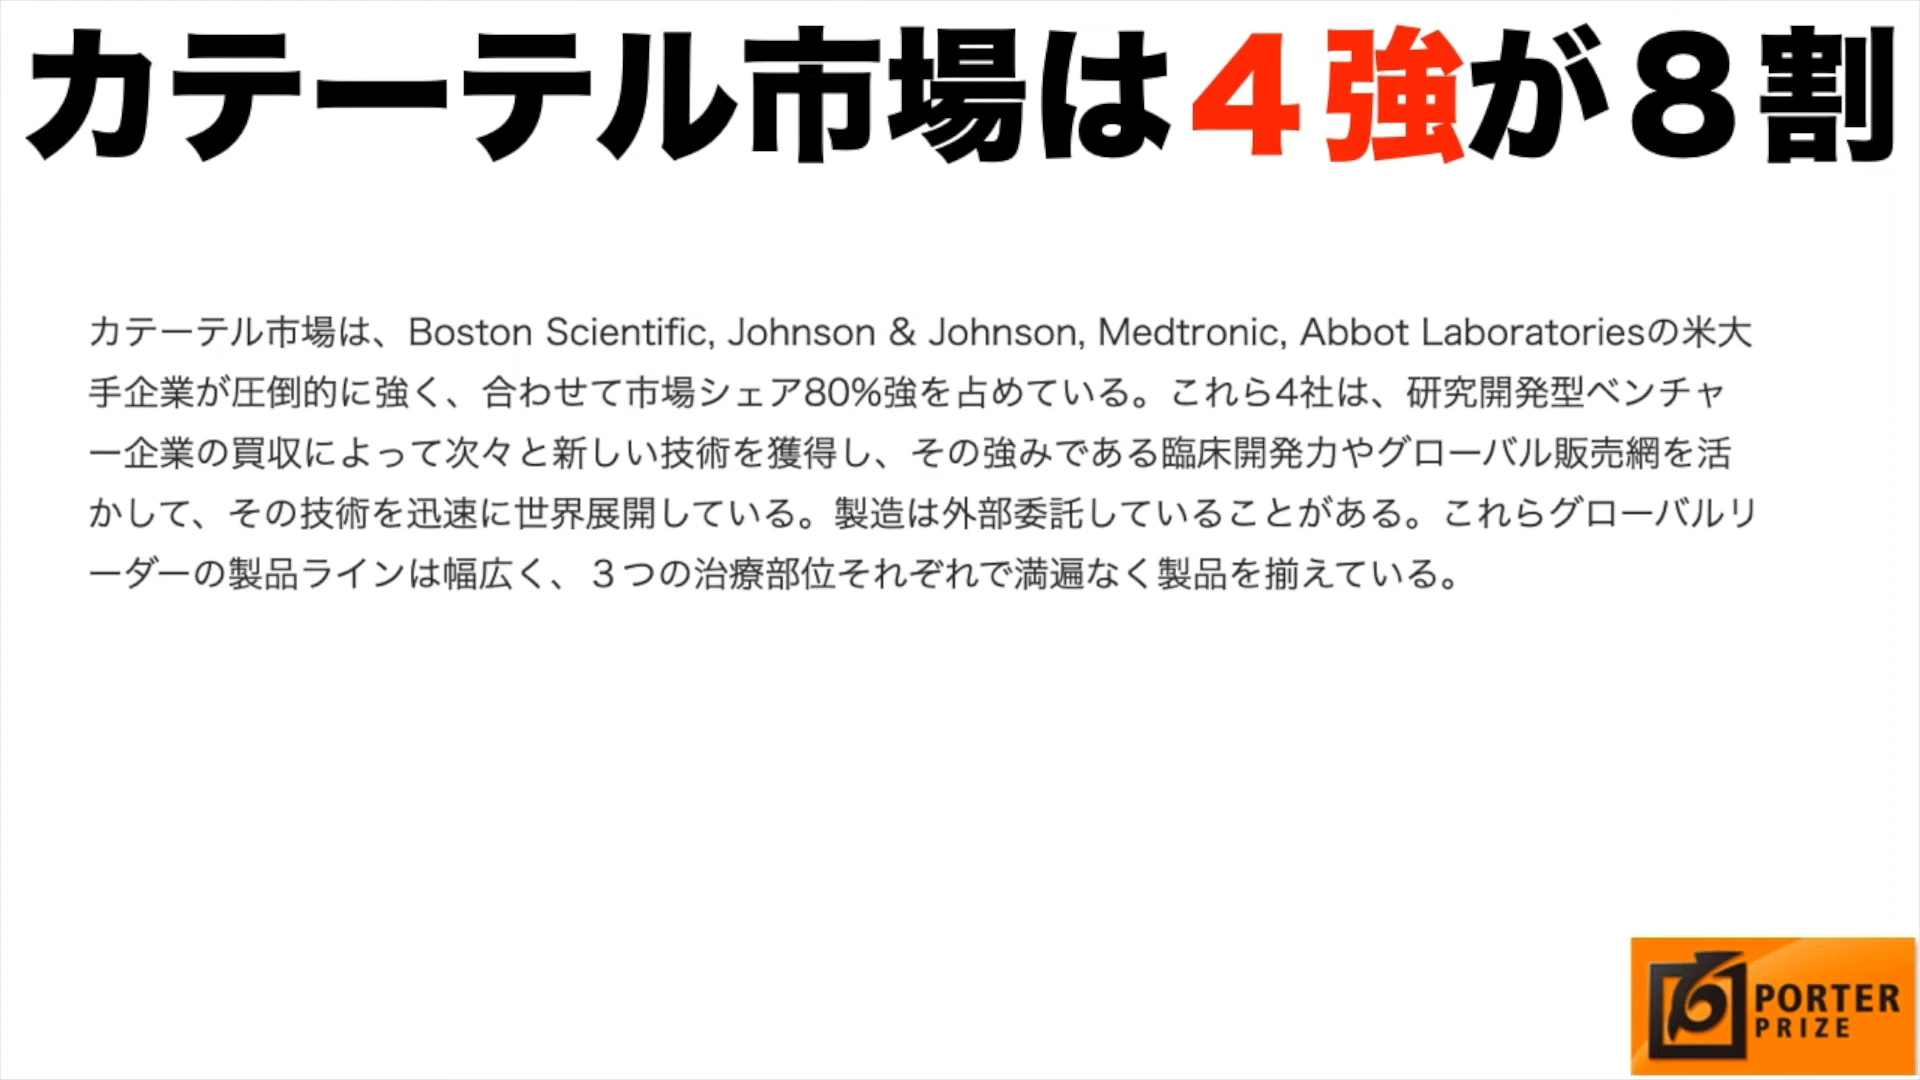 カテーテル市場は４強が８割
カテーテル市場は、Boston Scientific, Johnson & Johnson, Medtronic, Abbot Laboratoriesの米大
手企業が圧倒的に強く、合わせて市場シェア80%強を占めている。これら4社は、研究開発型ベンチャ
ー企業の買収によって次々と新しい技術を獲得し、その強みである臨床開発力やグローバル販売網を活
かして、その技術を迅速に世界展開している。製造は外部委託していることがある。これらグローバルリ
ーダーの製品ラインは幅広く、３つの治療部位それぞれで満遍なく製品を揃えている。
PORTER
PRIZE